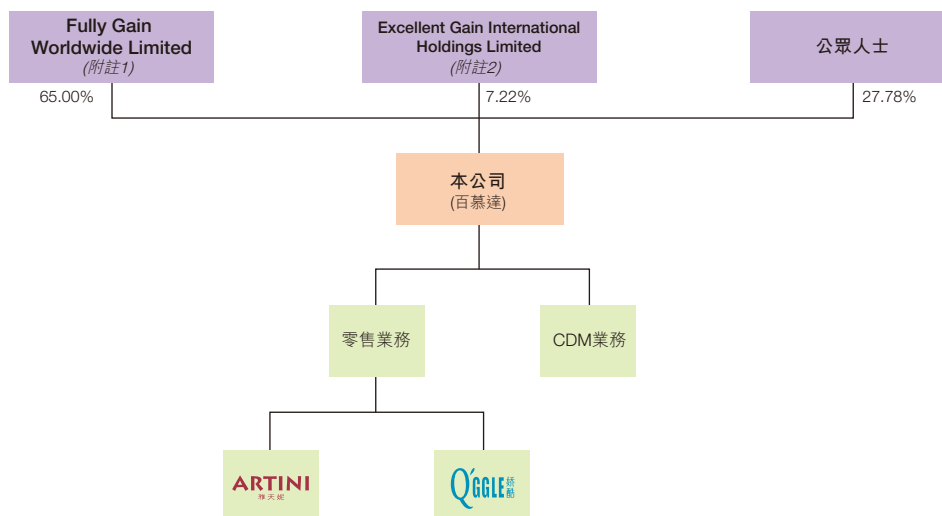 Fully Gain
Worldwide Limited
(附註1)
Excellent Gain International
Holdings Limited
(附註2)
公眾人士
65.00%
7.22%
27.78%
本公司
(百慕達)
零售業務
CDM業務
ARTINI
雅天妮
Q'GGLE
嬌酷